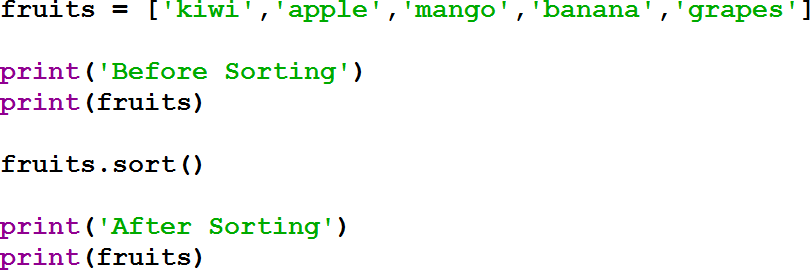 fruits = ['kiwi','apple','mango','banana','grapes']
print('Before Sorting')
print(fruits)
fruits.sort()
print('After Sorting')
print(fruits)